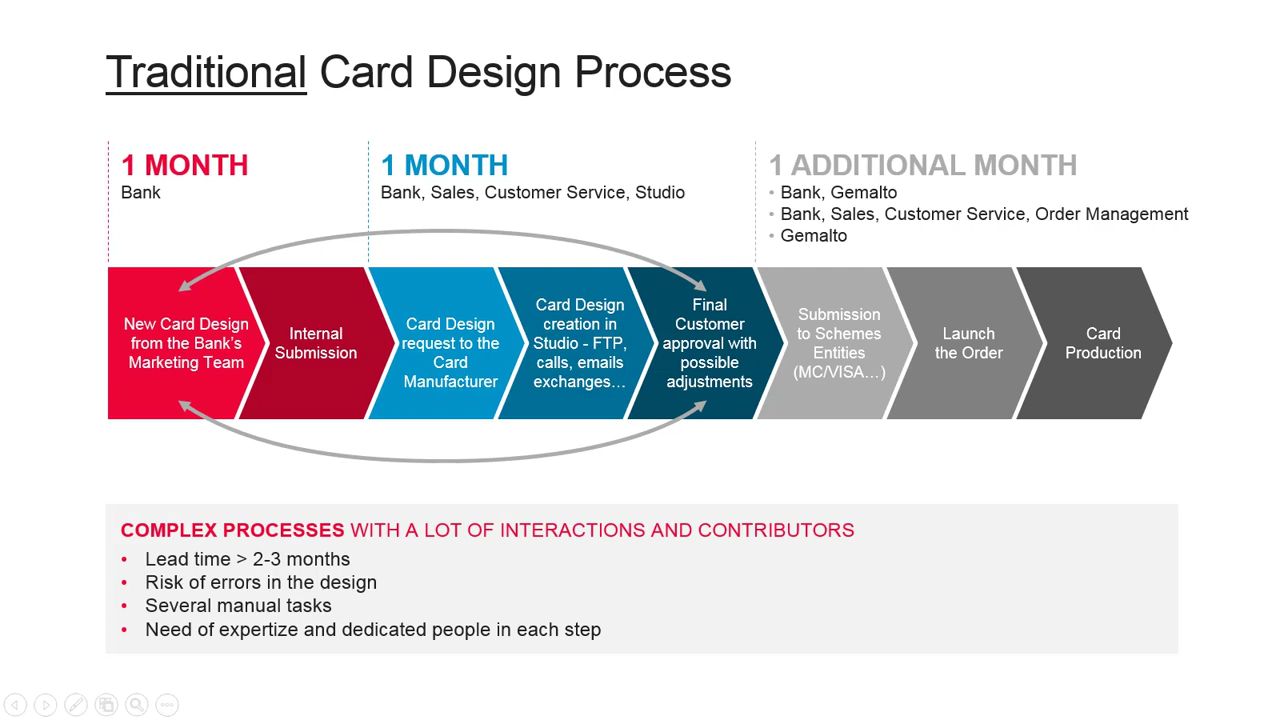 Traditional Card Design Process
1 MONTH
Bank
1 MONTH
Bank, Sales, Customer Service, Studio
1 ADDITIONAL MONTH
• Bank, Gemalto
• Bank, Sales, Customer Service, Order Management
• Gemalto
New Card Design
from the Bank's
Marketing Team
Internal
Submission
Card Design
request to the
Card
Manufacturer
Card Design
creation in
Studio - FTP,
calls, emails
exchanges…
Final
Customer
approval with
possible
adjustments
Submission
to Schemes
Entities
(MC/VISA…)
Launch
the Order
Card
Production
COMPLEX PROCESSES WITH A LOT OF INTERACTIONS AND CONTRIBUTORS
• Lead time > 2-3 months
• Risk of errors in the design
• Several manual tasks
• Need of expertize and dedicated people in each step